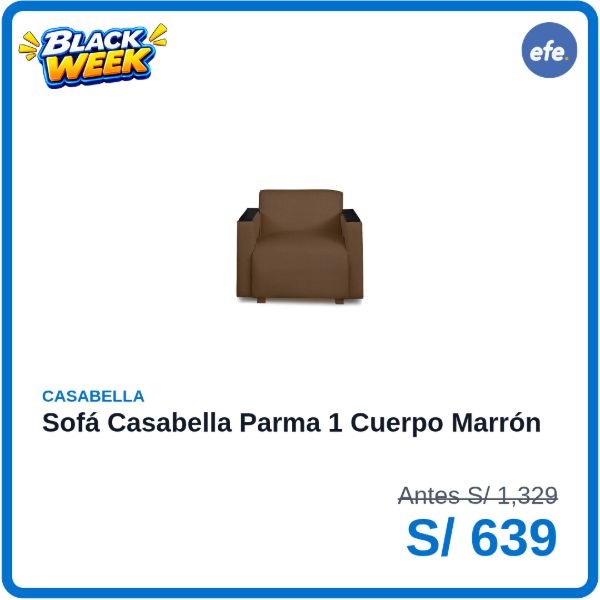 BLACK
WEEK
efe.
CASABELLA
Sofá Casabella Parma 1 Cuerpo Marrón
Antes S/ 1,329
S/ 639